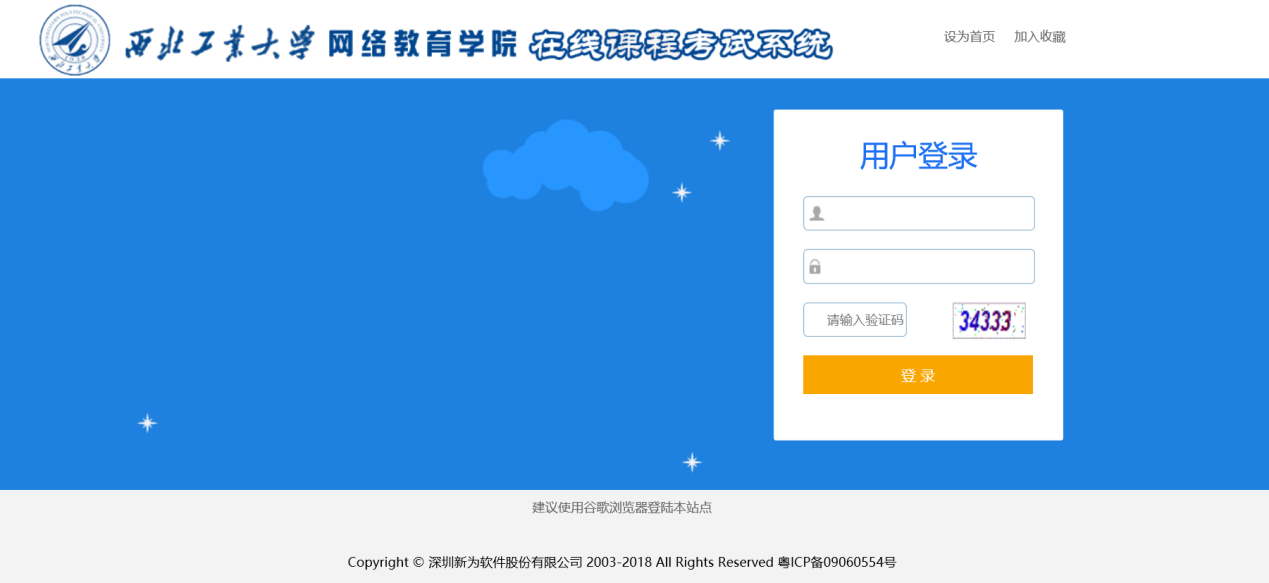 西北工业大学 网络教育学院 在线课程考试系统
设为首页 加入收藏
用户登录
请输入验证码 34333
登 录
建议使用谷歌浏览器登陆本站点
Copyright © 深圳新为软件股份有限公司 2003-2018 All Rights Reserved 粤ICP备09060554号